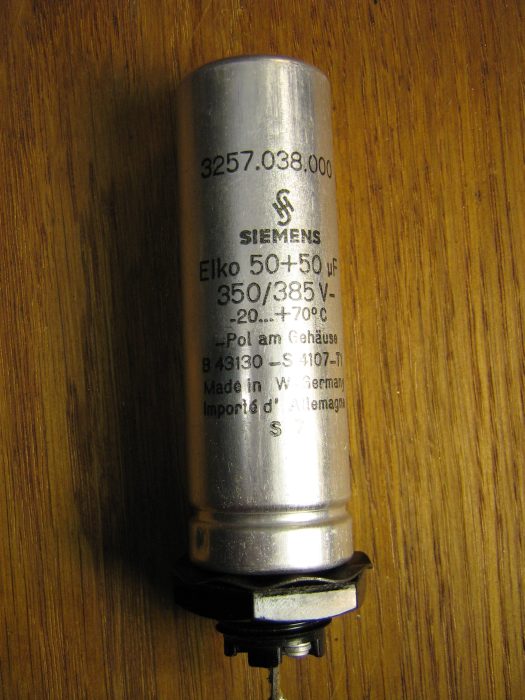 3257.038.000
SIEMENS
Elko 50+50 µF
350/385 V-
-20...+70°C
-Pol am Gehäuse
B 43130 -S 4107-T
Made in W-Germany
Importé d'Allemagne
S 7